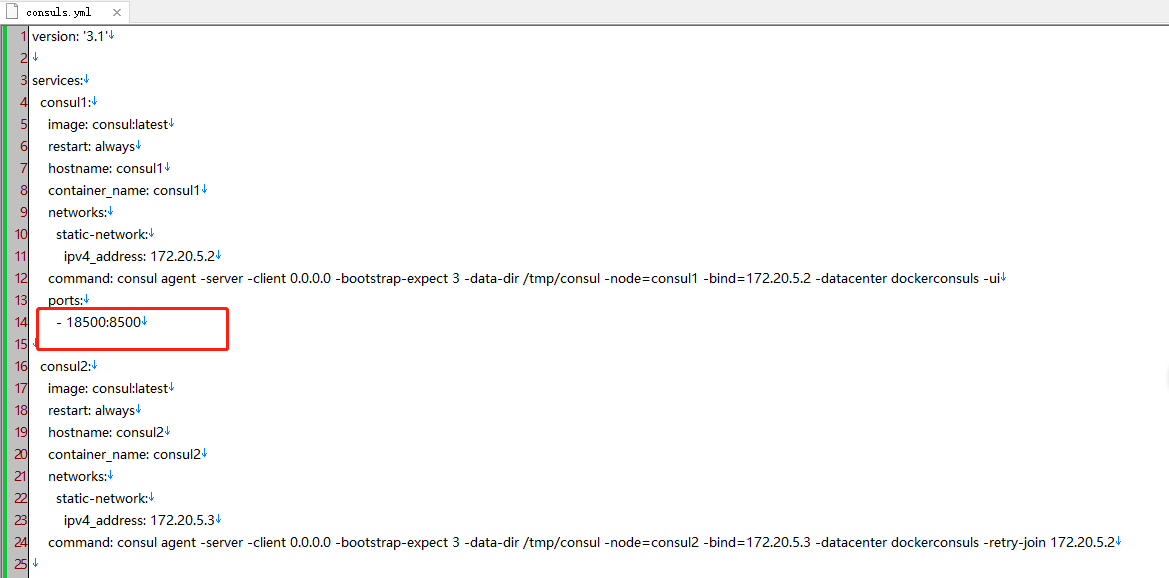 consuls.yml
1 version: '3.1'↓
2 ↓
3 services:↓
4   consul1:↓
5     image: consul:latest↓
6     restart: always↓
7     hostname: consul1↓
8     container_name: consul1↓
9     networks:↓
10       static-network:↓
11         ipv4_address: 172.20.5.2↓
12     command: consul agent -server -client 0.0.0.0 -bootstrap-expect 3 -data-dir /tmp/consul -node=consul1 -bind=172.20.5.2 -datacenter dockerconsuls -ui↓
13     ports:↓
14       - 18500:8500↓
15 ↓
16   consul2:↓
17     image: consul:latest↓
18     restart: always↓
19     hostname: consul2↓
20     container_name: consul2↓
21     networks:↓
22       static-network:↓
23         ipv4_address: 172.20.5.3↓
24     command: consul agent -server -client 0.0.0.0 -bootstrap-expect 3 -data-dir /tmp/consul -node=consul2 -bind=172.20.5.3 -datacenter dockerconsuls -retry-join 172.20.5.2↓
25 ↓